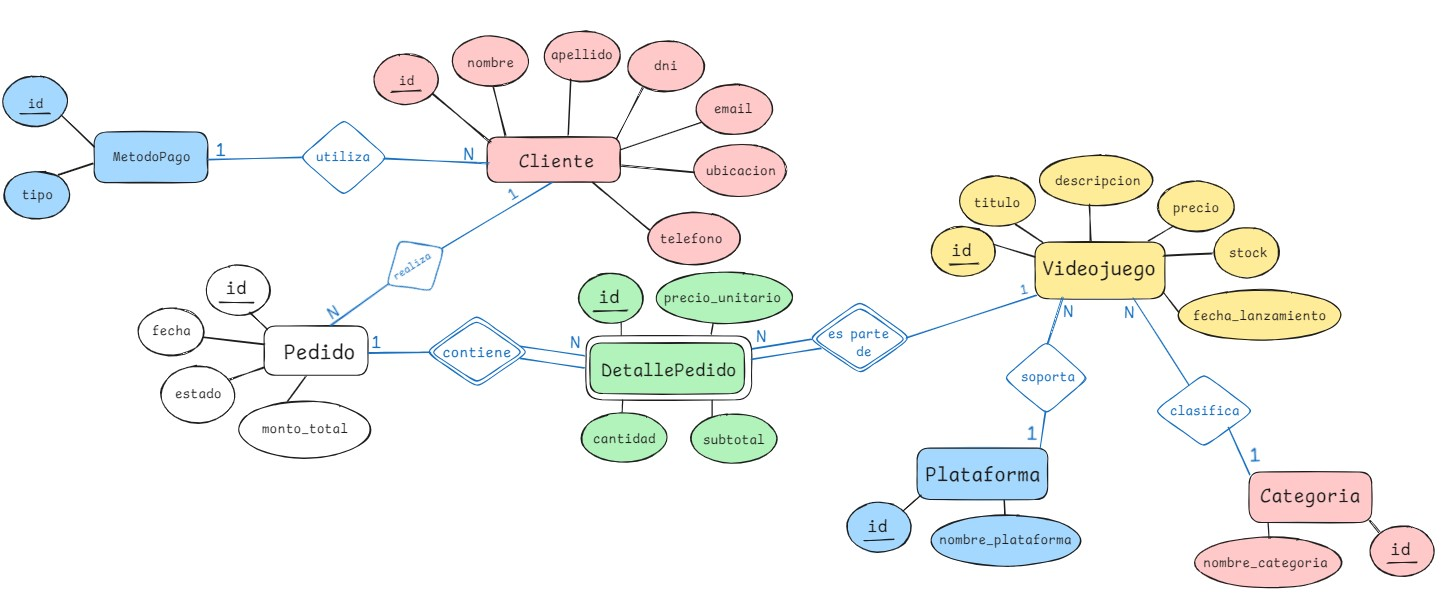 id
tipo
MetodoPago
1
utiliza
N
id
nombre
apellido
dni
email
ubicacion
telefono
Cliente
1
realiza
N
id
fecha
estado
monto_total
Pedido
1
contiene
N
id
precio_unitario
DetallePedido
cantidad
subtotal
N
es parte
de
1
id
titulo
descripcion
precio
stock
fecha_lanzamiento
Videojuego
N
soporta
1
Plataforma
id
nombre_plataforma
N
clasifica
1
Categoria
nombre_categoria
id